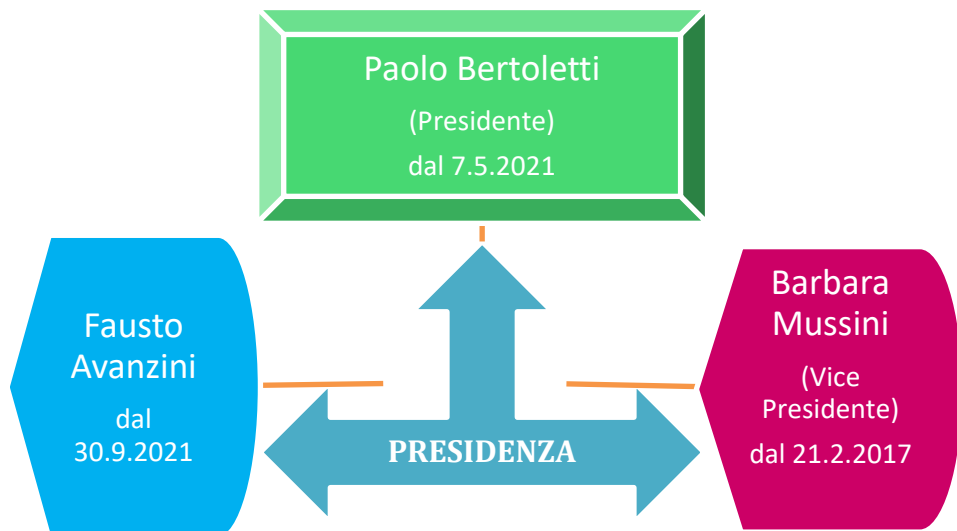 Paolo Bertoletti
(Presidente)
dal 7.5.2021
Fausto
Avanzini
dal
30.9.2021
PRESIDENZA
Barbara
Mussini
(Vice
Presidente)
dal 21.2.2017